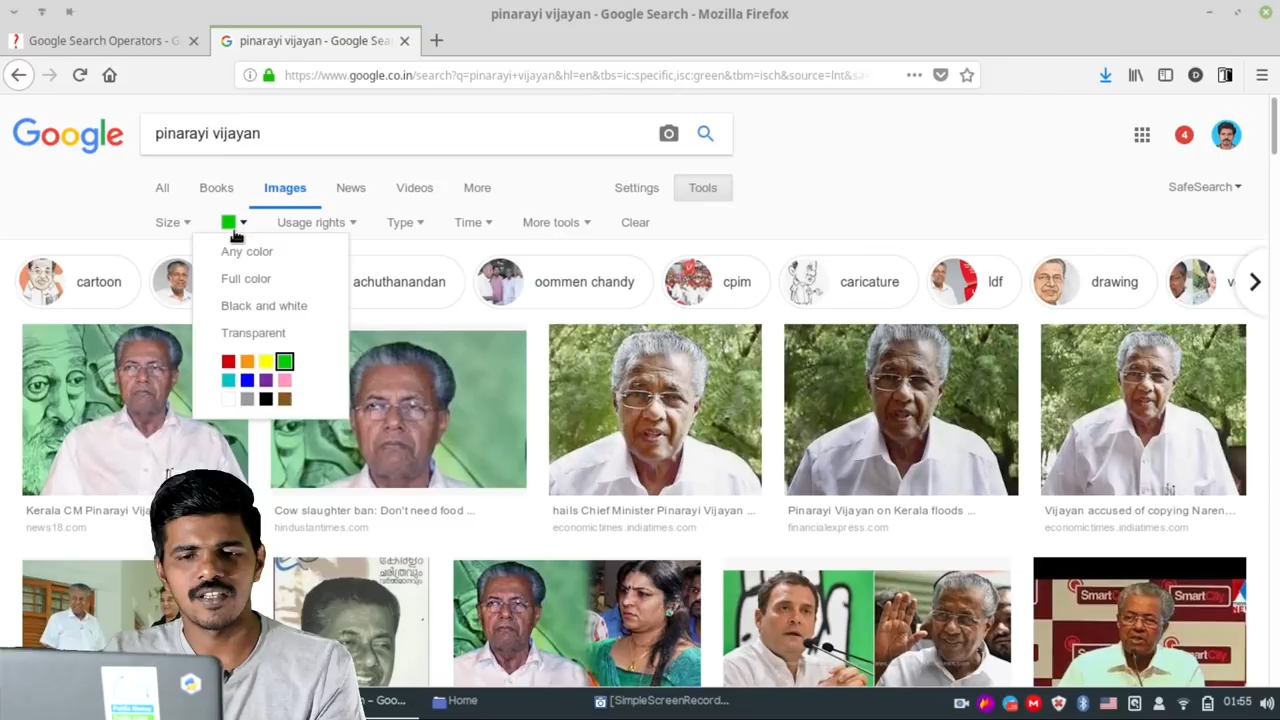 pinarayi vijayan - Google Search - Mozilla Firefox
Google Search Operators - G
pinarayi vijayan - Google Sea
https://www.google.co.in/search?q=pinarayi+vijayan&hl=en&tbs=ic:specific,isc:green&tbm=isch&source=lnt&sa
Google
pinarayi vijayan
4
All Books Images News Videos More Settings Tools
SafeSearch
Size Usage rights Type Time More tools Clear
Any color
Full color
Black and white
Transparent
cartoon
achuthanandan
oommen chandy
cpim
caricature
ldf
drawing
Kerala CM Pinarayi Vija
news18.com
Cow slaughter ban: Don't need food ...
hindustantimes.com
hails Chief Minister Pinarayi Vijayan ...
economictimes.indiatimes.com
Pinarayi Vijayan on Kerala floods ...
financialexpress.com
Vijayan accused of copying Naren...
economictimes.indiatimes.com
SmartCity
SmartCity
– Goo...
Home
[SimpleScreenRecord...
01:55